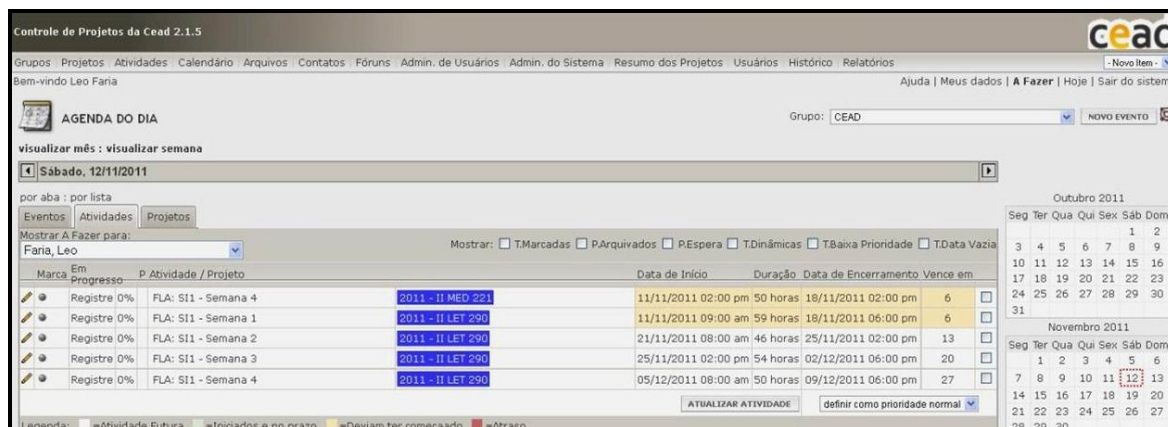 Controle de Projetos da Cead 2.1.5
cead
Grupos Projetos Atividades Calendário Arquivos Contatos Fóruns Admin. de Usuários Admin. do Sistema Resumo dos Projetos Usuários Histórico Relatórios - Novo Item -
Bem-vindo Leo Faria Ajuda | Meus dados | A Fazer | Hoje | Sair do sistem
AGENDA DO DIA Grupo: CEAD NOVO EVENTO
visualizar mês : visualizar semana
Sábado, 12/11/2011
por aba : por lista
Eventos Atividades Projetos
Mostrar A Fazer para:
Faria, Leo Mostrar: T.Marcadas P.Arquivados P.Espera T.Dinâmicas T.Baixa Prioridade T.Data Vazia
Marca Em Progresso P Atividade / Projeto Data de Início Duração Data de Encerramento Vence em
Registre 0% FLA: SI1 - Semana 4 2011 - II MED 221 11/11/2011 02:00 pm 50 horas 18/11/2011 02:00 pm 6
Registre 0% FLA: SI1 - Semana 1 2011 - II LET 290 11/11/2011 09:00 am 59 horas 18/11/2011 06:00 pm 6
Registre 0% FLA: SI1 - Semana 2 2011 - II LET 290 21/11/2011 08:00 am 46 horas 25/11/2011 02:00 pm 13
Registre 0% FLA: SI1 - Semana 3 2011 - II LET 290 25/11/2011 02:00 pm 54 horas 02/12/2011 06:00 pm 20
Registre 0% FLA: SI1 - Semana 4 2011 - II LET 290 05/12/2011 08:00 am 50 horas 09/12/2011 06:00 pm 27
ATUALIZAR ATIVIDADE definir como prioridade normal
Legenda: =Atividade Futura =Iniciados e no prazo =Deviam ter começado =Atraso
Outubro 2011
Seg Ter Qua Qui Sex Sáb Dom
1 2
3 4 5 6 7 8 9
10 11 12 13 14 15 16
17 18 19 20 21 22 23
24 25 26 27 28 29 30
31
Novembro 2011
Seg Ter Qua Qui Sex Sáb Dom
1 2 3 4 5 6
7 8 9 10 11 12 13
14 15 16 17 18 19 20
21 22 23 24 25 26 27
28 29 30